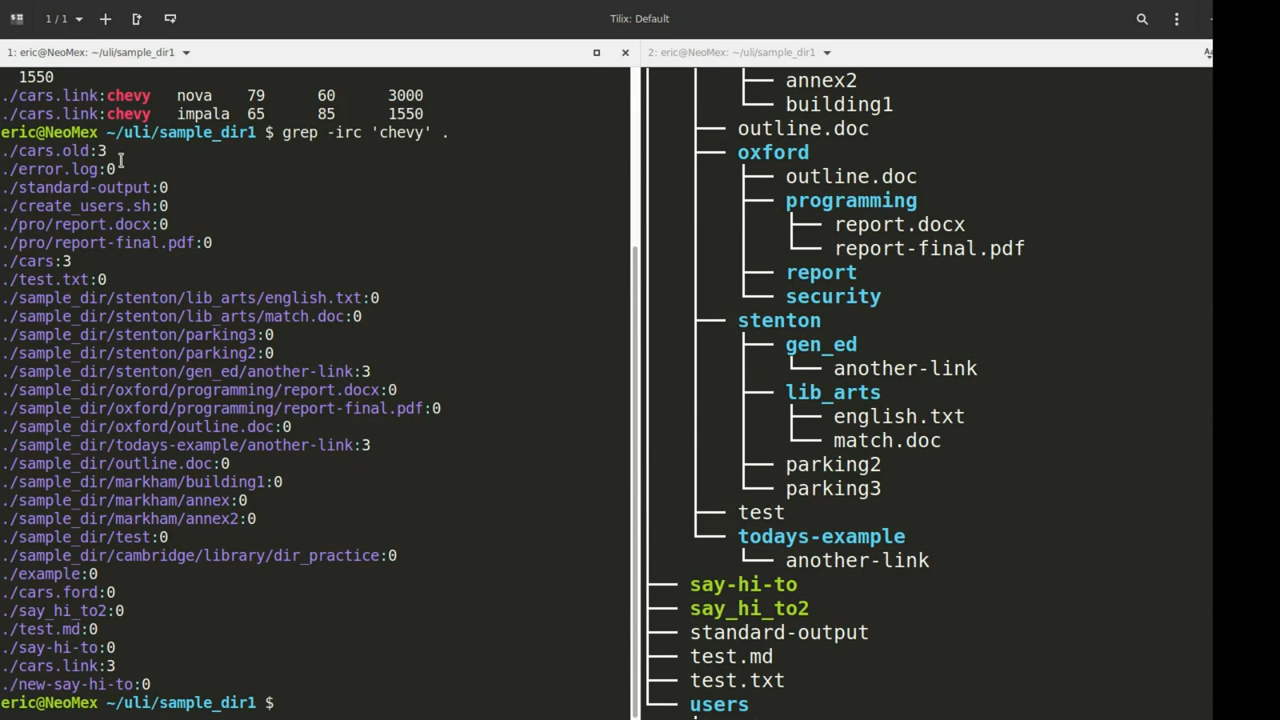 1 / 1
Tilix: Default
1: eric@NeoMex: ~/uli/sample_dir1
1550
./cars.link:chevy nova 79 60 3000
./cars.link:chevy impala 65 85 1550
eric@NeoMex ~/uli/sample_dir1 $ grep -irc 'chevy' .
./cars.old:3
./error.log:0
./standard-output:0
./create_users.sh:0
./pro/report.docx:0
./pro/report-final.pdf:0
./cars:3
./test.txt:0
./sample_dir/stenton/lib_arts/english.txt:0
./sample_dir/stenton/lib_arts/match.doc:0
./sample_dir/stenton/parking3:0
./sample_dir/stenton/parking2:0
./sample_dir/stenton/gen_ed/another-link:3
./sample_dir/oxford/programming/report.docx:0
./sample_dir/oxford/programming/report-final.pdf:0
./sample_dir/oxford/outline.doc:0
./sample_dir/todays-example/another-link:3
./sample_dir/outline.doc:0
./sample_dir/markham/building1:0
./sample_dir/markham/annex:0
./sample_dir/markham/annex2:0
./sample_dir/test:0
./sample_dir/cambridge/library/dir_practice:0
./example:0
./cars.ford:0
./say_hi_to2:0
./test.md:0
./say-hi-to:0
./cars.link:3
./new-say-hi-to:0
eric@NeoMex ~/uli/sample_dir1 $
2: eric@NeoMex: ~/uli/sample_dir1
annex2
building1
outline.doc
oxford
outline.doc
programming
report.docx
report-final.pdf
report
security
stenton
gen_ed
another-link
lib_arts
english.txt
match.doc
parking2
parking3
test
todays-example
another-link
say-hi-to
say_hi_to2
standard-output
test.md
test.txt
users